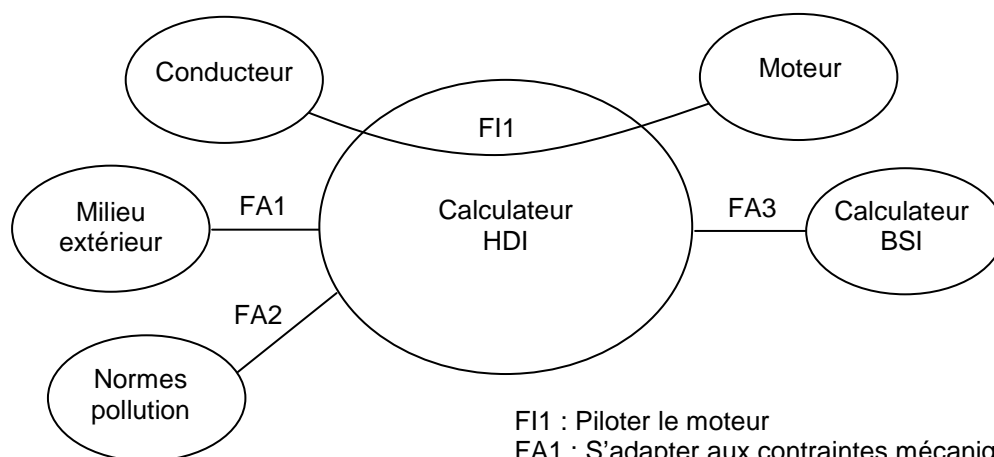 Conducteur
Moteur
FI1
Milieu
extérieur
FA1
Calculateur
HDI
FA3
Calculateur
BSI
FA2
Normes
pollution
FI1 : Piloter le moteur
FA1 : S'adapter aux contraintes